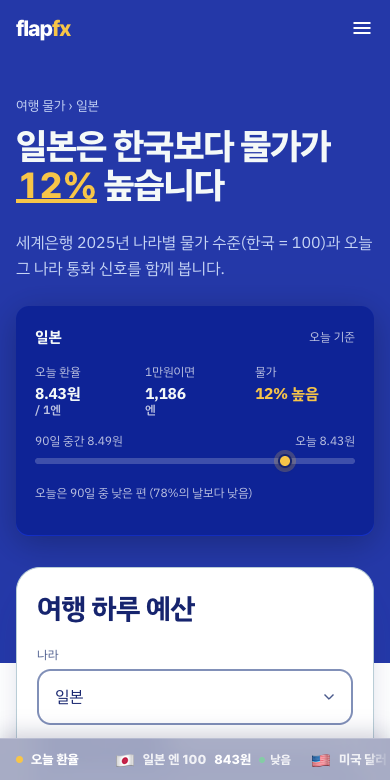 flapfx
여행 물가 › 일본
일본은 한국보다 물가가
12% 높습니다
세계은행 2025년 나라별 물가 수준(한국 = 100)과 오늘
그 나라 통화 신호를 함께 봅니다.
일본 오늘 기준
오늘 환율 1만원이면 물가
8.43원 1,186 12% 높음
/ 1엔 엔
90일 중간 8.49원 오늘 8.43원
오늘은 90일 중 낮은 편 (78%의 날보다 낮음)
여행 하루 예산
나라
일본
오늘 환율 일본 엔 100 843원 낮음 미국 달러